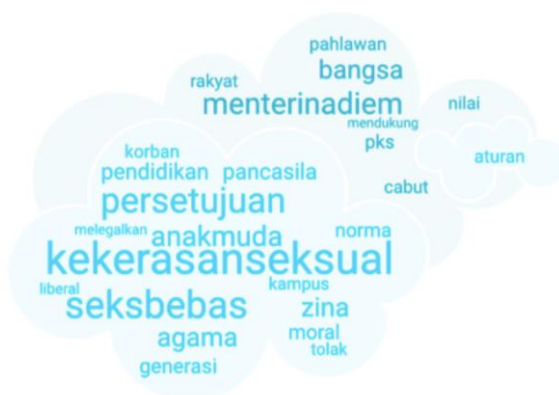 pahlawan
rakyat bangsa
menterinadiem nilai
mendukung
pks
korban aturan
pendidikan pancasila
cabut
persetujuan
melegalkan anakmuda norma
kekerasanseksual
liberal kampus
seksbebas zina
agama moral
tolak
generasi